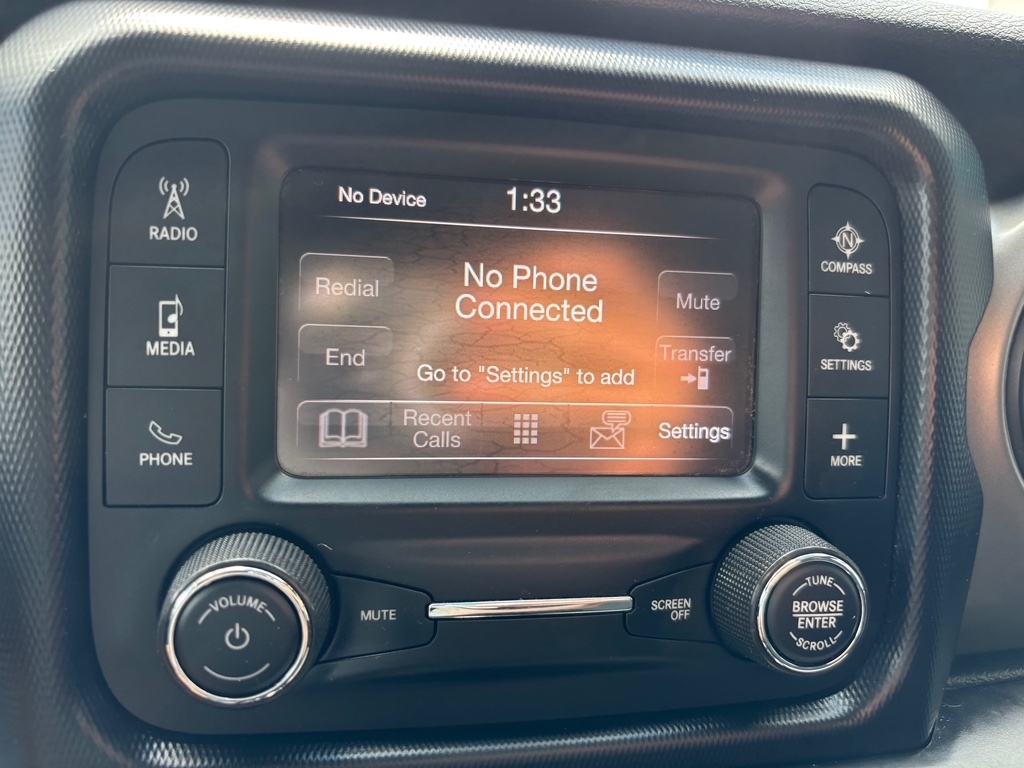 RADIO
MEDIA
PHONE
No Device
1:33
Redial
No Phone
Connected
Mute
End
Go to "Settings" to add
Transfer
Recent
Calls
Settings
N
COMPASS
SETTINGS
MORE
VOLUME
MUTE
SCREEN
OFF
TUNE
BROWSE
ENTER
SCROLL